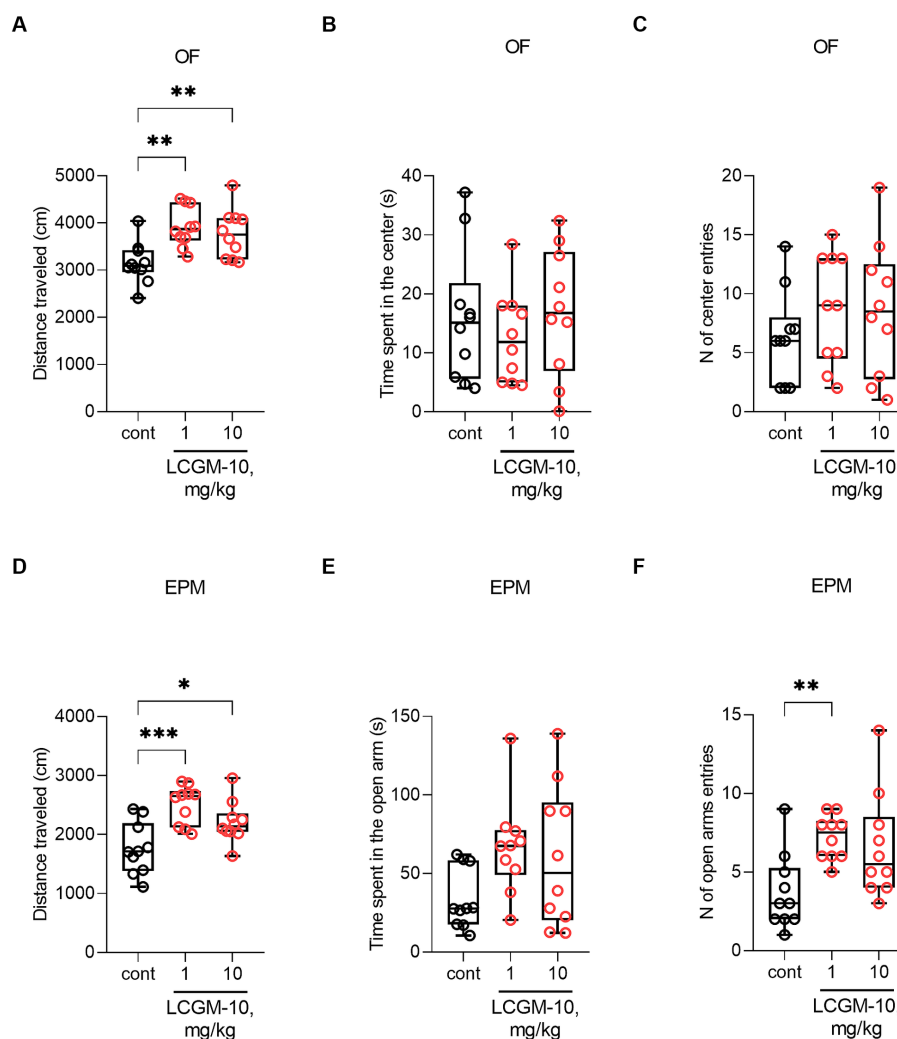 A
B
C
OF
OF
OF
**
**
Distance traveled (cm)
5000
4000
3000
2000
1000
0
cont
1
10
LCGM-10,
mg/kg
Time spent in the center (s)
40
30
20
10
0
cont
1
10
LCGM-10,
mg/kg
N of center entries
20
15
10
5
0
cont
1
10
LCGM-10,
mg/kg
D
E
F
EPM
EPM
EPM
*
***
Distance traveled (cm)
4000
3000
2000
1000
0
cont
1
10
LCGM-10,
mg/kg
Time spent in the open arm (s)
150
100
50
0
cont
1
10
LCGM-10,
mg/kg
**
N of open arms entries
15
10
5
0
cont
1
10
LCGM-10,
mg/kg